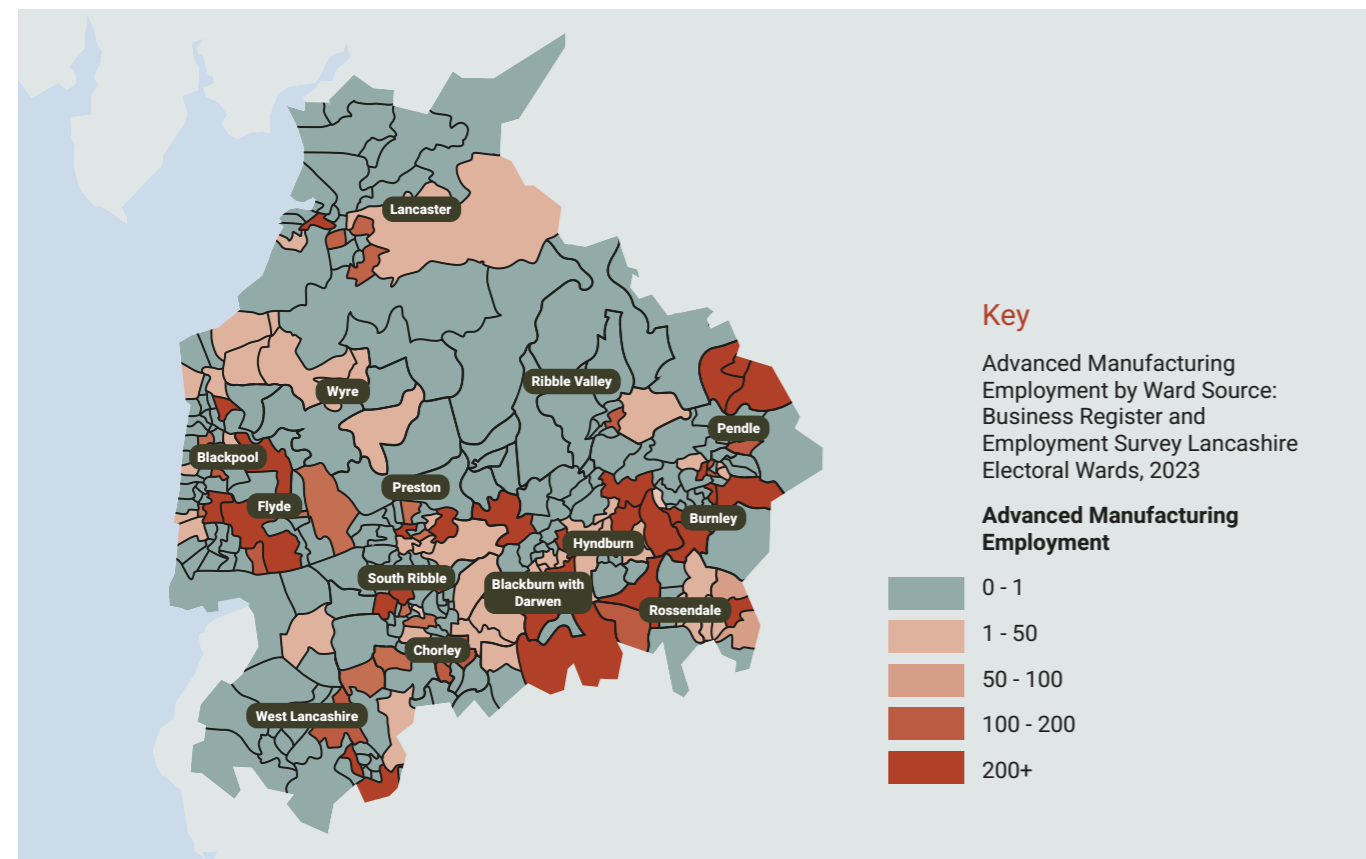 Lancaster
Wyre
Ribble Valley
Pendle
Blackpool
Preston
Flyde
Burnley
Hyndburn
South Ribble
Blackburn with
Darwen
Rossendale
Chorley
West Lancashire
Key
Advanced Manufacturing
Employment by Ward Source:
Business Register and
Employment Survey Lancashire
Electoral Wards, 2023
Advanced Manufacturing
Employment
0 - 1
1 - 50
50 - 100
100 - 200
200+